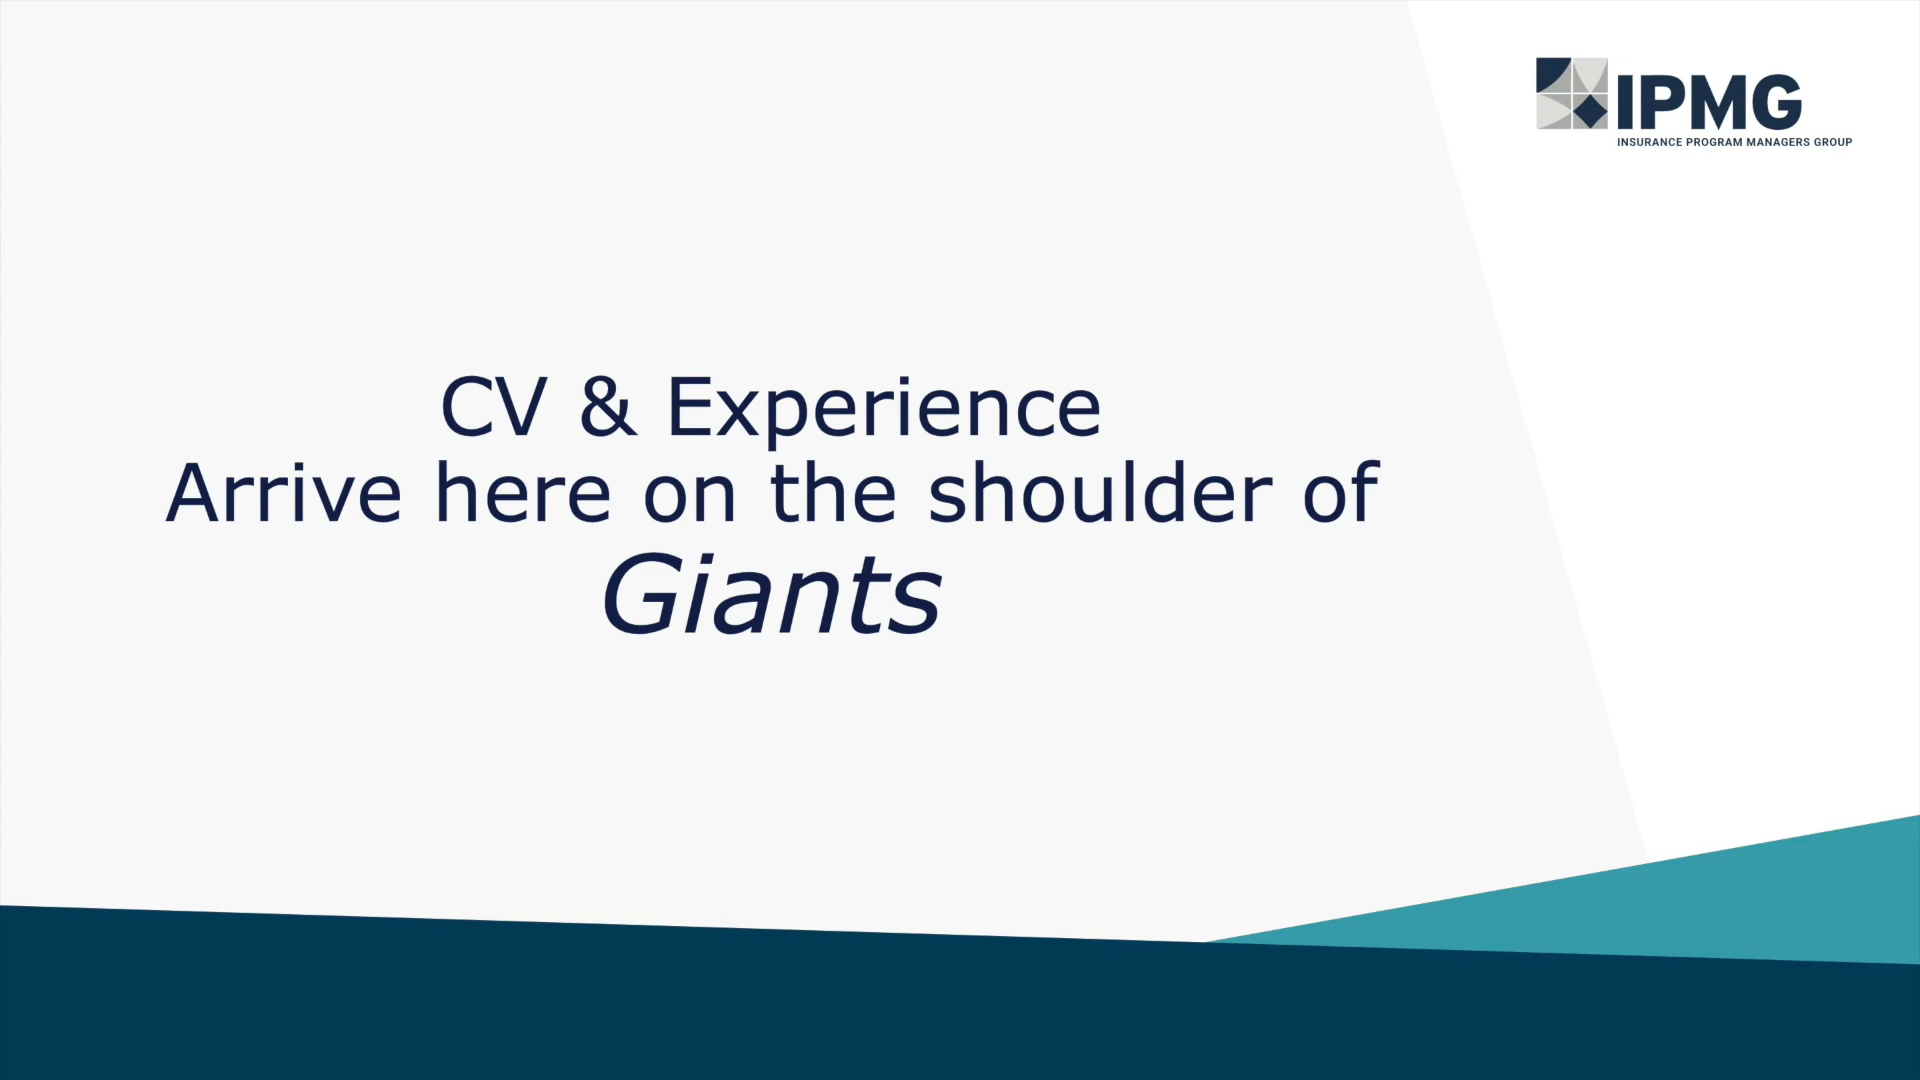 IPMG
INSURANCE PROGRAM MANAGERS GROUP
CV & Experience
Arrive here on the shoulder of
Giants